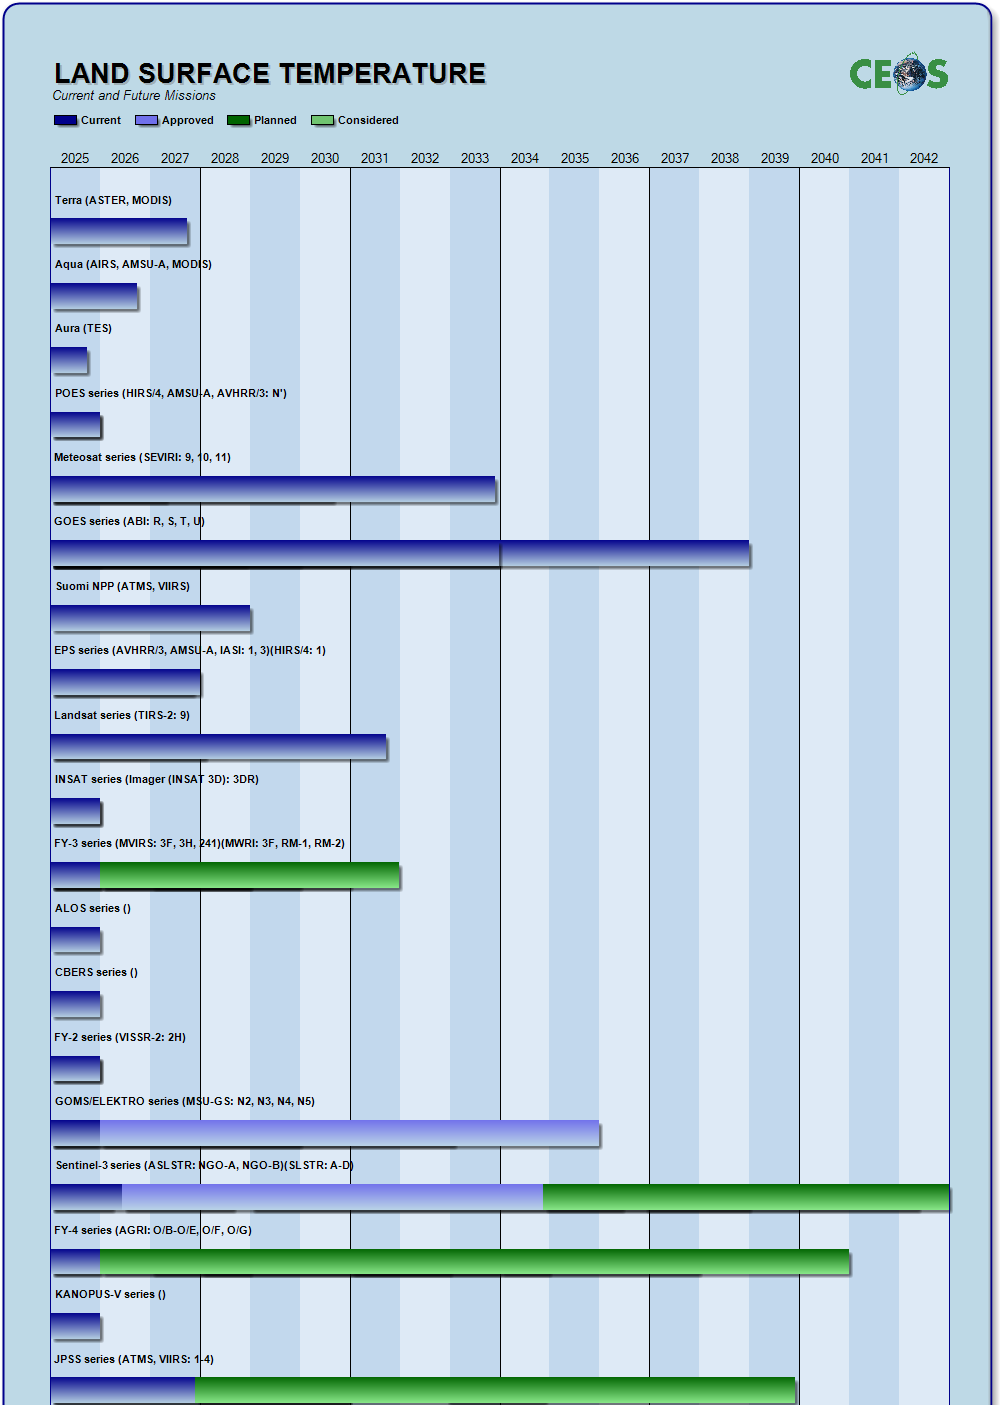 LAND SURFACE TEMPERATURE
CEOS
Current and Future Missions
Current Approved Planned Considered
2025 2026 2027 2028 2029 2030 2031 2032 2033 2034 2035 2036 2037 2038 2039 2040 2041 2042
Terra (ASTER, MODIS)
Aqua (AIRS, AMSU-A, MODIS)
Aura (TES)
POES series (HIRS/4, AMSU-A, AVHRR/3: N')
Meteosat series (SEVIRI: 9, 10, 11)
GOES series (ABI: R, S, T, U)
Suomi NPP (ATMS, VIIRS)
EPS series (AVHRR/3, AMSU-A, IASI: 1, 3)(HIRS/4: 1)
Landsat series (TIRS-2: 9)
INSAT series (Imager (INSAT 3D): 3DR)
FY-3 series (MVIRS: 3F, 3H, 241)(MWRI: 3F, RM-1, RM-2)
ALOS series ()
CBERS series ()
FY-2 series (VISSR-2: 2H)
GOMS/ELEKTRO series (MSU-GS: N2, N3, N4, N5)
Sentinel-3 series (ASLSTR: NGO-A, NGO-B)(SLSTR: A-D)
FY-4 series (AGRI: O/B-O/E, O/F, O/G)
KANOPUS-V series ()
JPSS series (ATMS, VIIRS: 1-4)